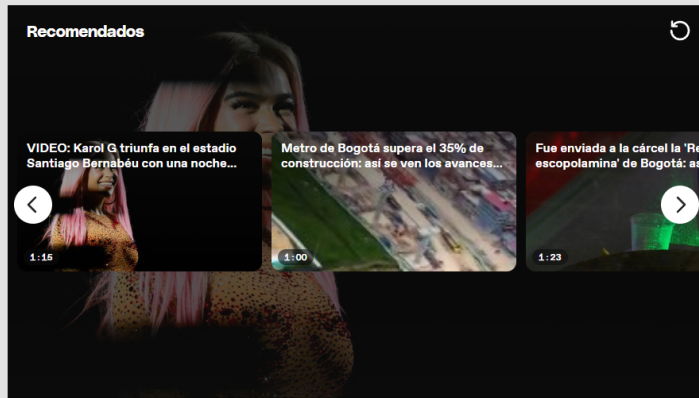 Recomendados
VIDEO: Karol G triunfa en el estadio
Santiago Bernabéu con una noche...
1:15
Metro de Bogotá supera el 35% de
construcción: así se ven los avances...
1:00
Fue enviada a la cárcel la 'Re
escopolamina' de Bogotá: as
1:23